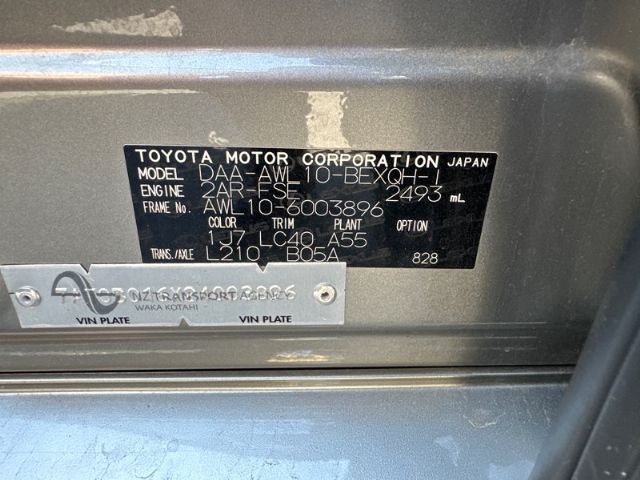 TOYOTA MOTOR CORPORATION JAPAN
MODEL DAA-AWL10-BEXQH-L
ENGINE 2AR-FSE 2493 mL
FRAME No. AWL10-6003896
COLOR TRIM PLANT OPTION
1J7 LC40 A55
TRANS./AXLE L210 B05A 828
NZ TRANSPORT AGENCY
WAKA KOTAHI
VIN PLATE VIN PLATE